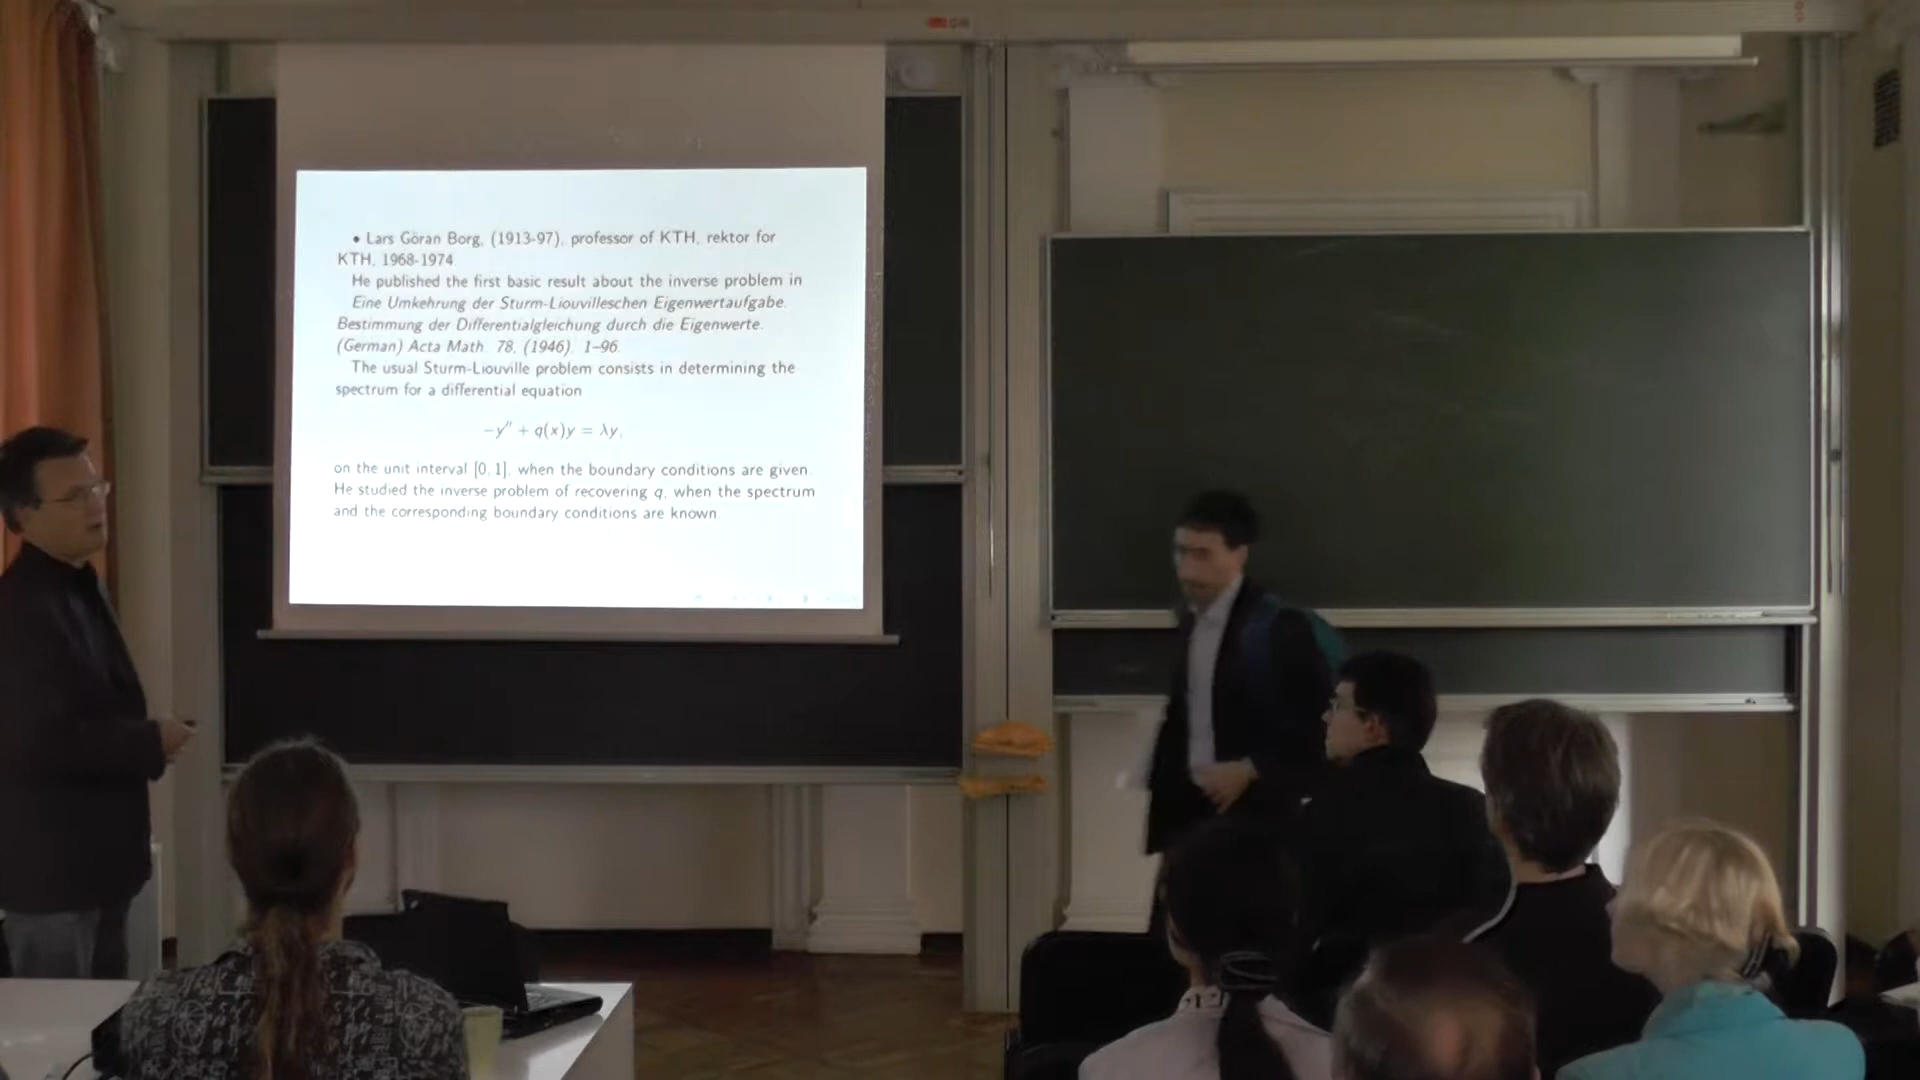 • Lars Göran Borg, (1913-97), professor of KTH, rektor for
KTH, 1968-1974.
He published the first basic result about the inverse problem in
Eine Umkehrung der Sturm-Liouvilleschen Eigenwertaufgabe.
Bestimmung der Differentialgleichung durch die Eigenwerte.
(German) Acta Math. 78, (1946). 1–96.
The usual Sturm-Liouville problem consists in determining the
spectrum for a differential equation
−y″ + q(x)y = λy,
on the unit interval [0, 1], when the boundary conditions are given.
He studied the inverse problem of recovering q, when the spectrum
and the corresponding boundary conditions are known.